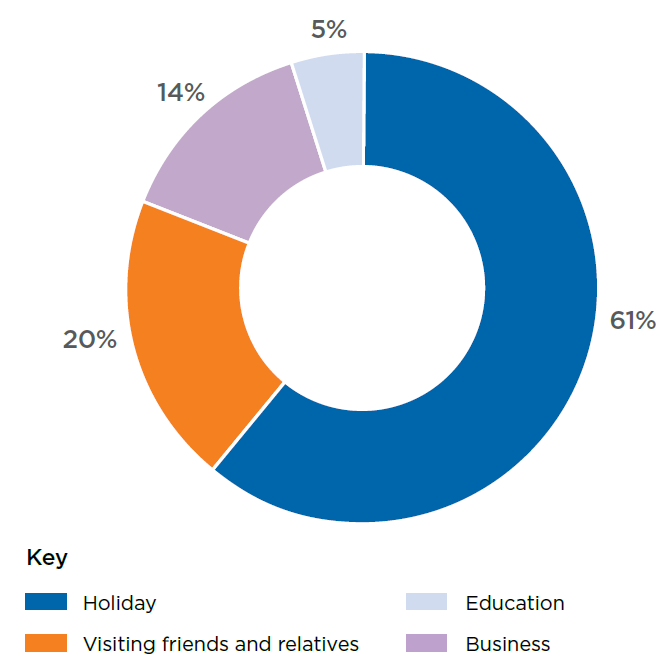 5%
14%
61%
20%
Key
Holiday
Education
Visiting friends and relatives
Business